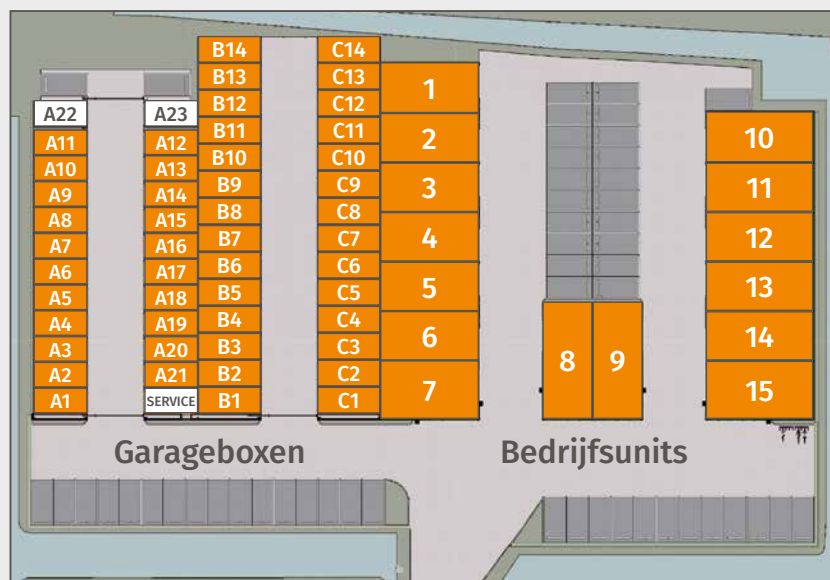 A22
A11
A10
A9
A8
A7
A6
A5
A4
A3
A2
A1
A23
A12
A13
A14
A15
A16
A17
A18
A19
A20
A21
SERVICE
B14
B13
B12
B11
B10
B9
B8
B7
B6
B5
B4
B3
B2
B1
C14
C13
C12
C11
C10
C9
C8
C7
C6
C5
C4
C3
C2
C1
1
2
3
4
5
6
7
8
9
10
11
12
13
14
15
Garageboxen
Bedrijfsunits